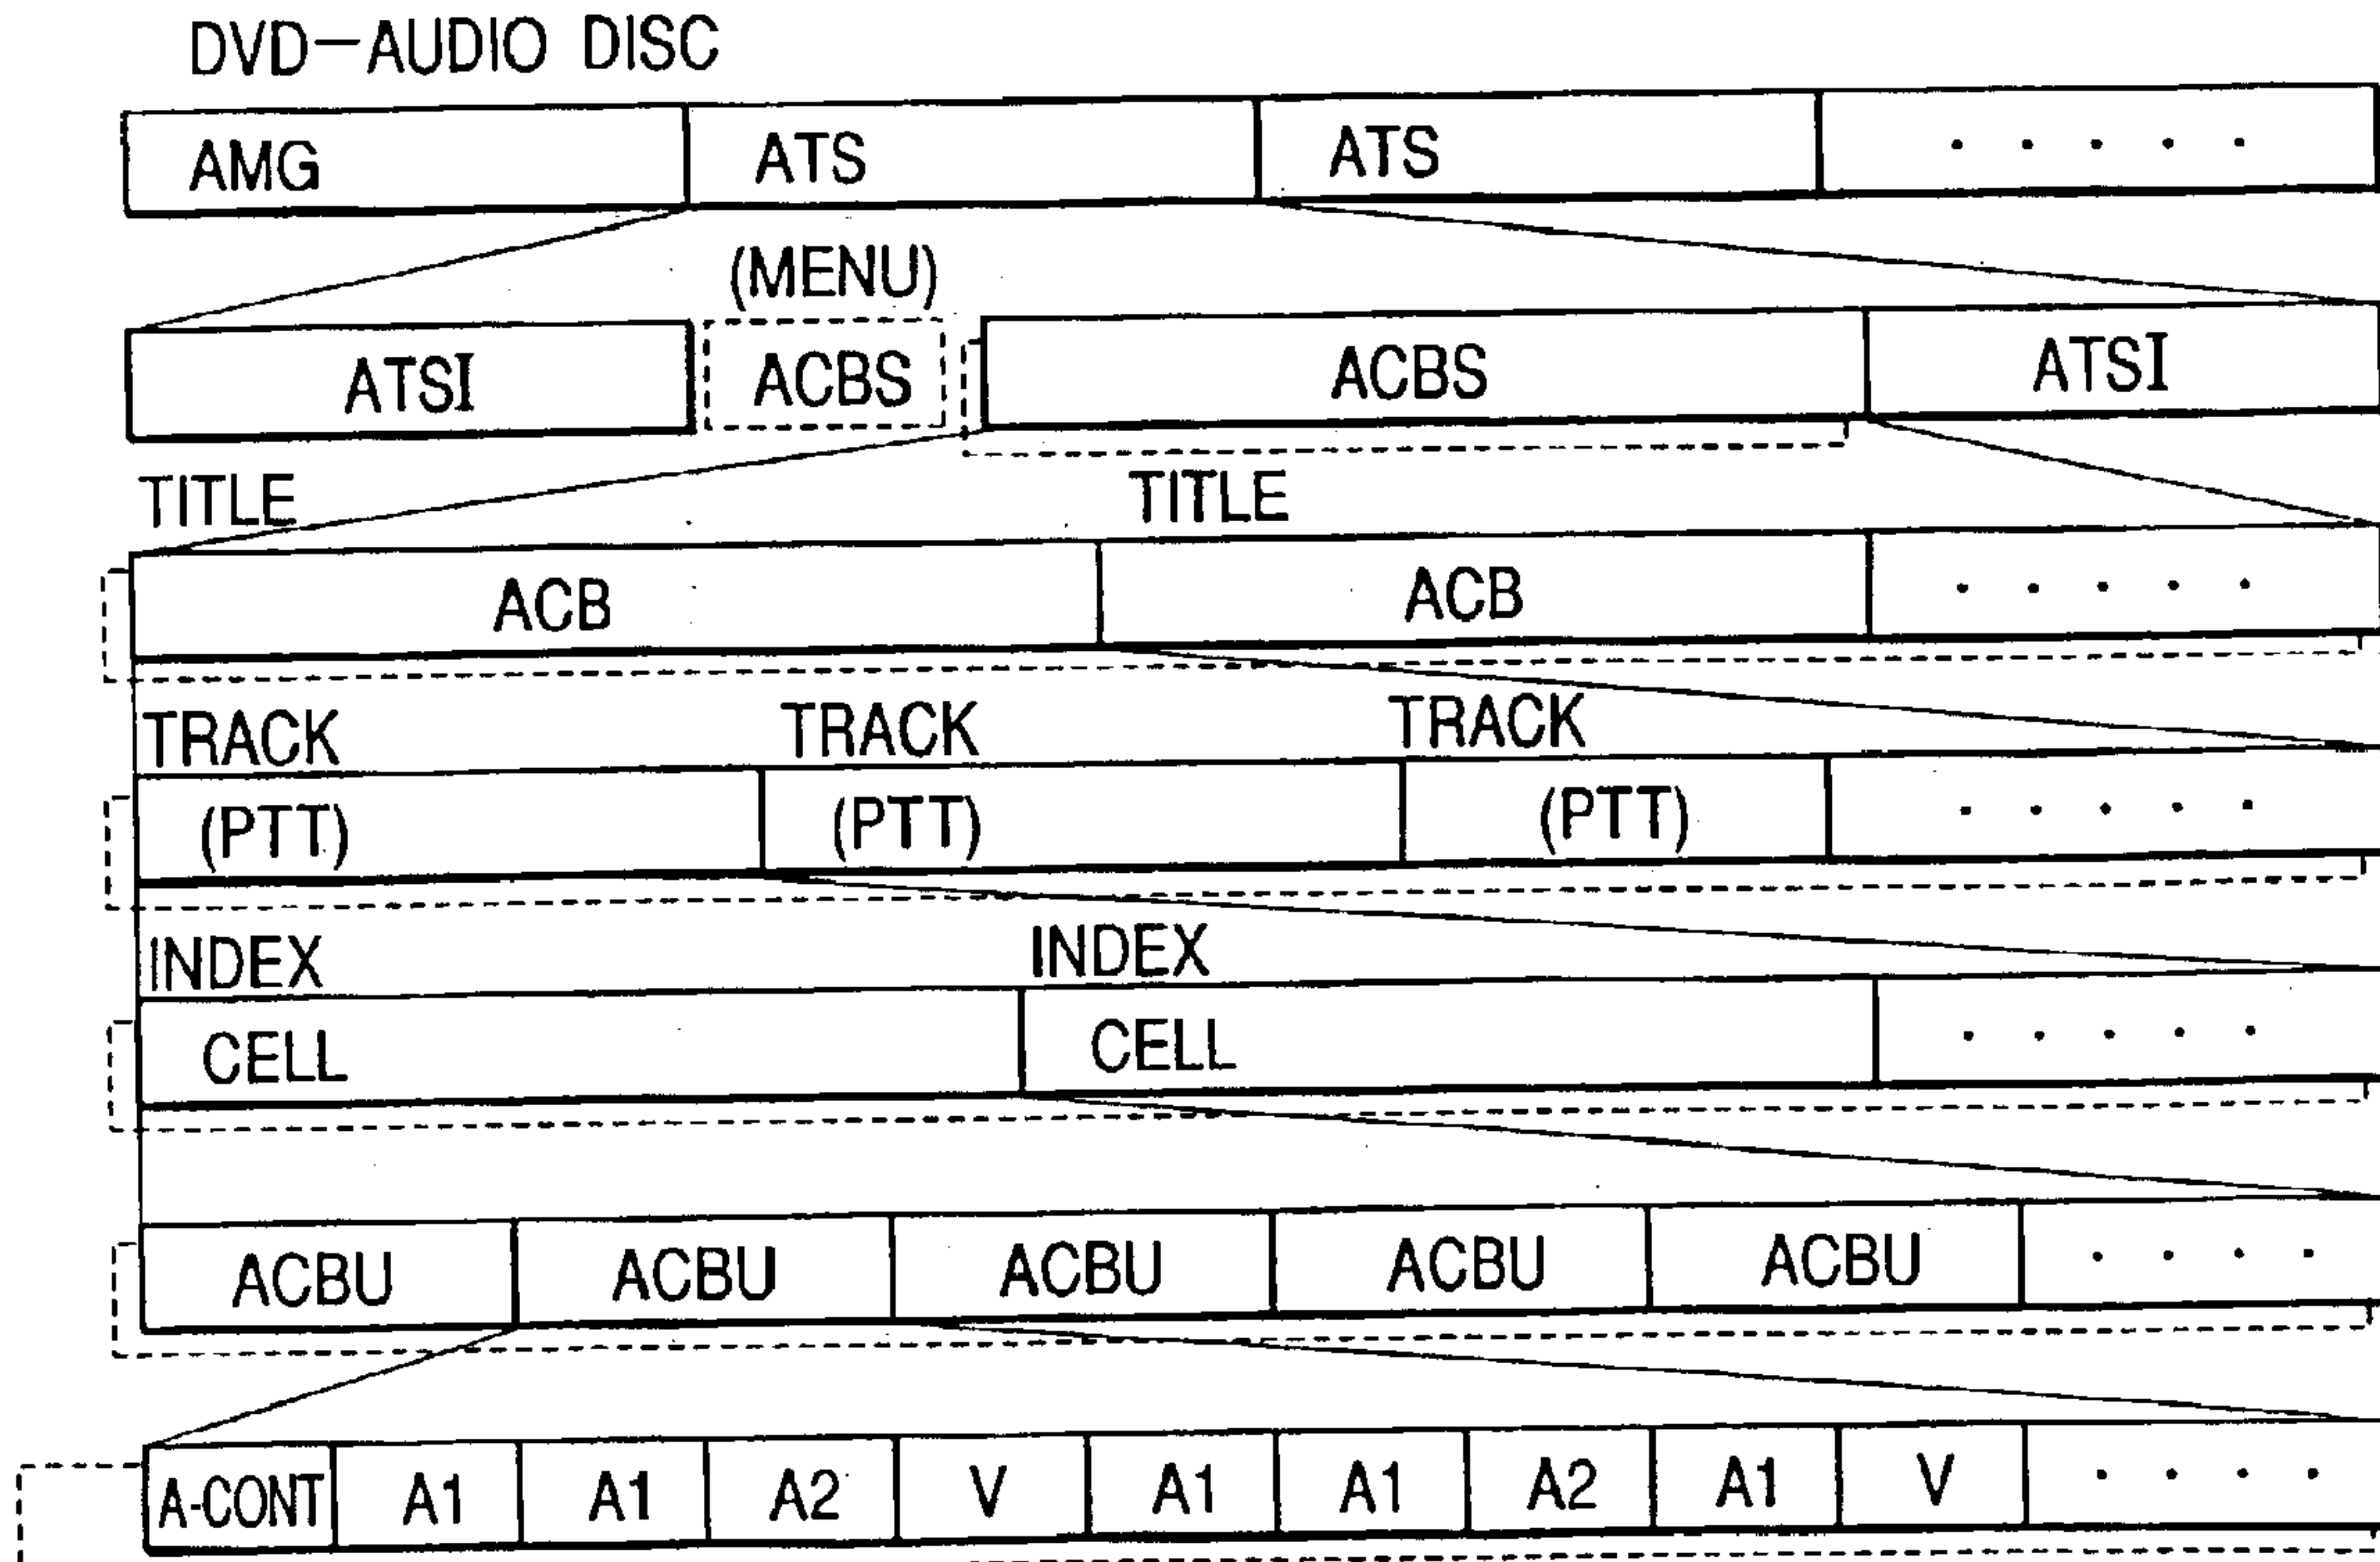 DVD-AUDIO DISC
AMG ATS ATS . . . . .
(MENU)
ATSI ACBS ACBS ATSI
TITLE TITLE
ACB ACB . . . . .
TRACK TRACK TRACK
(PTT) (PTT) (PTT) . . . . .
INDEX INDEX
CELL CELL . . . . .
ACBU ACBU ACBU ACBU ACBU . . . .
A-CONT A1 A1 A2 V A1 A1 A2 A1 V . . . .